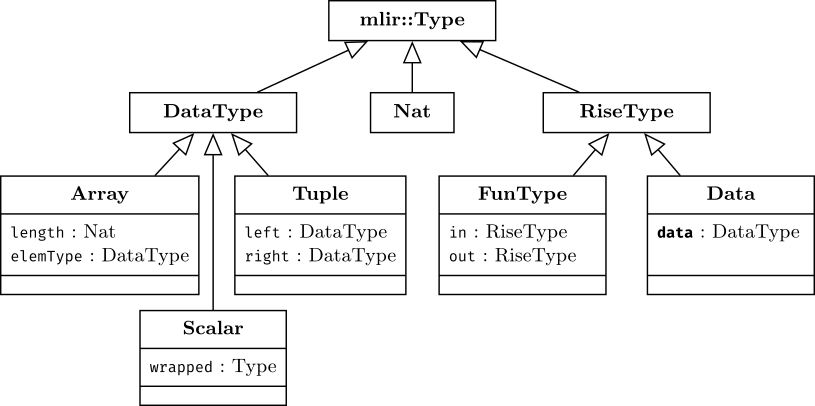 mlir::Type
DataType
Nat
RiseType
Array
length : Nat
elemType : DataType
Tuple
left : DataType
right : DataType
FunType
in : RiseType
out : RiseType
Data
data : DataType
Scalar
wrapped : Type